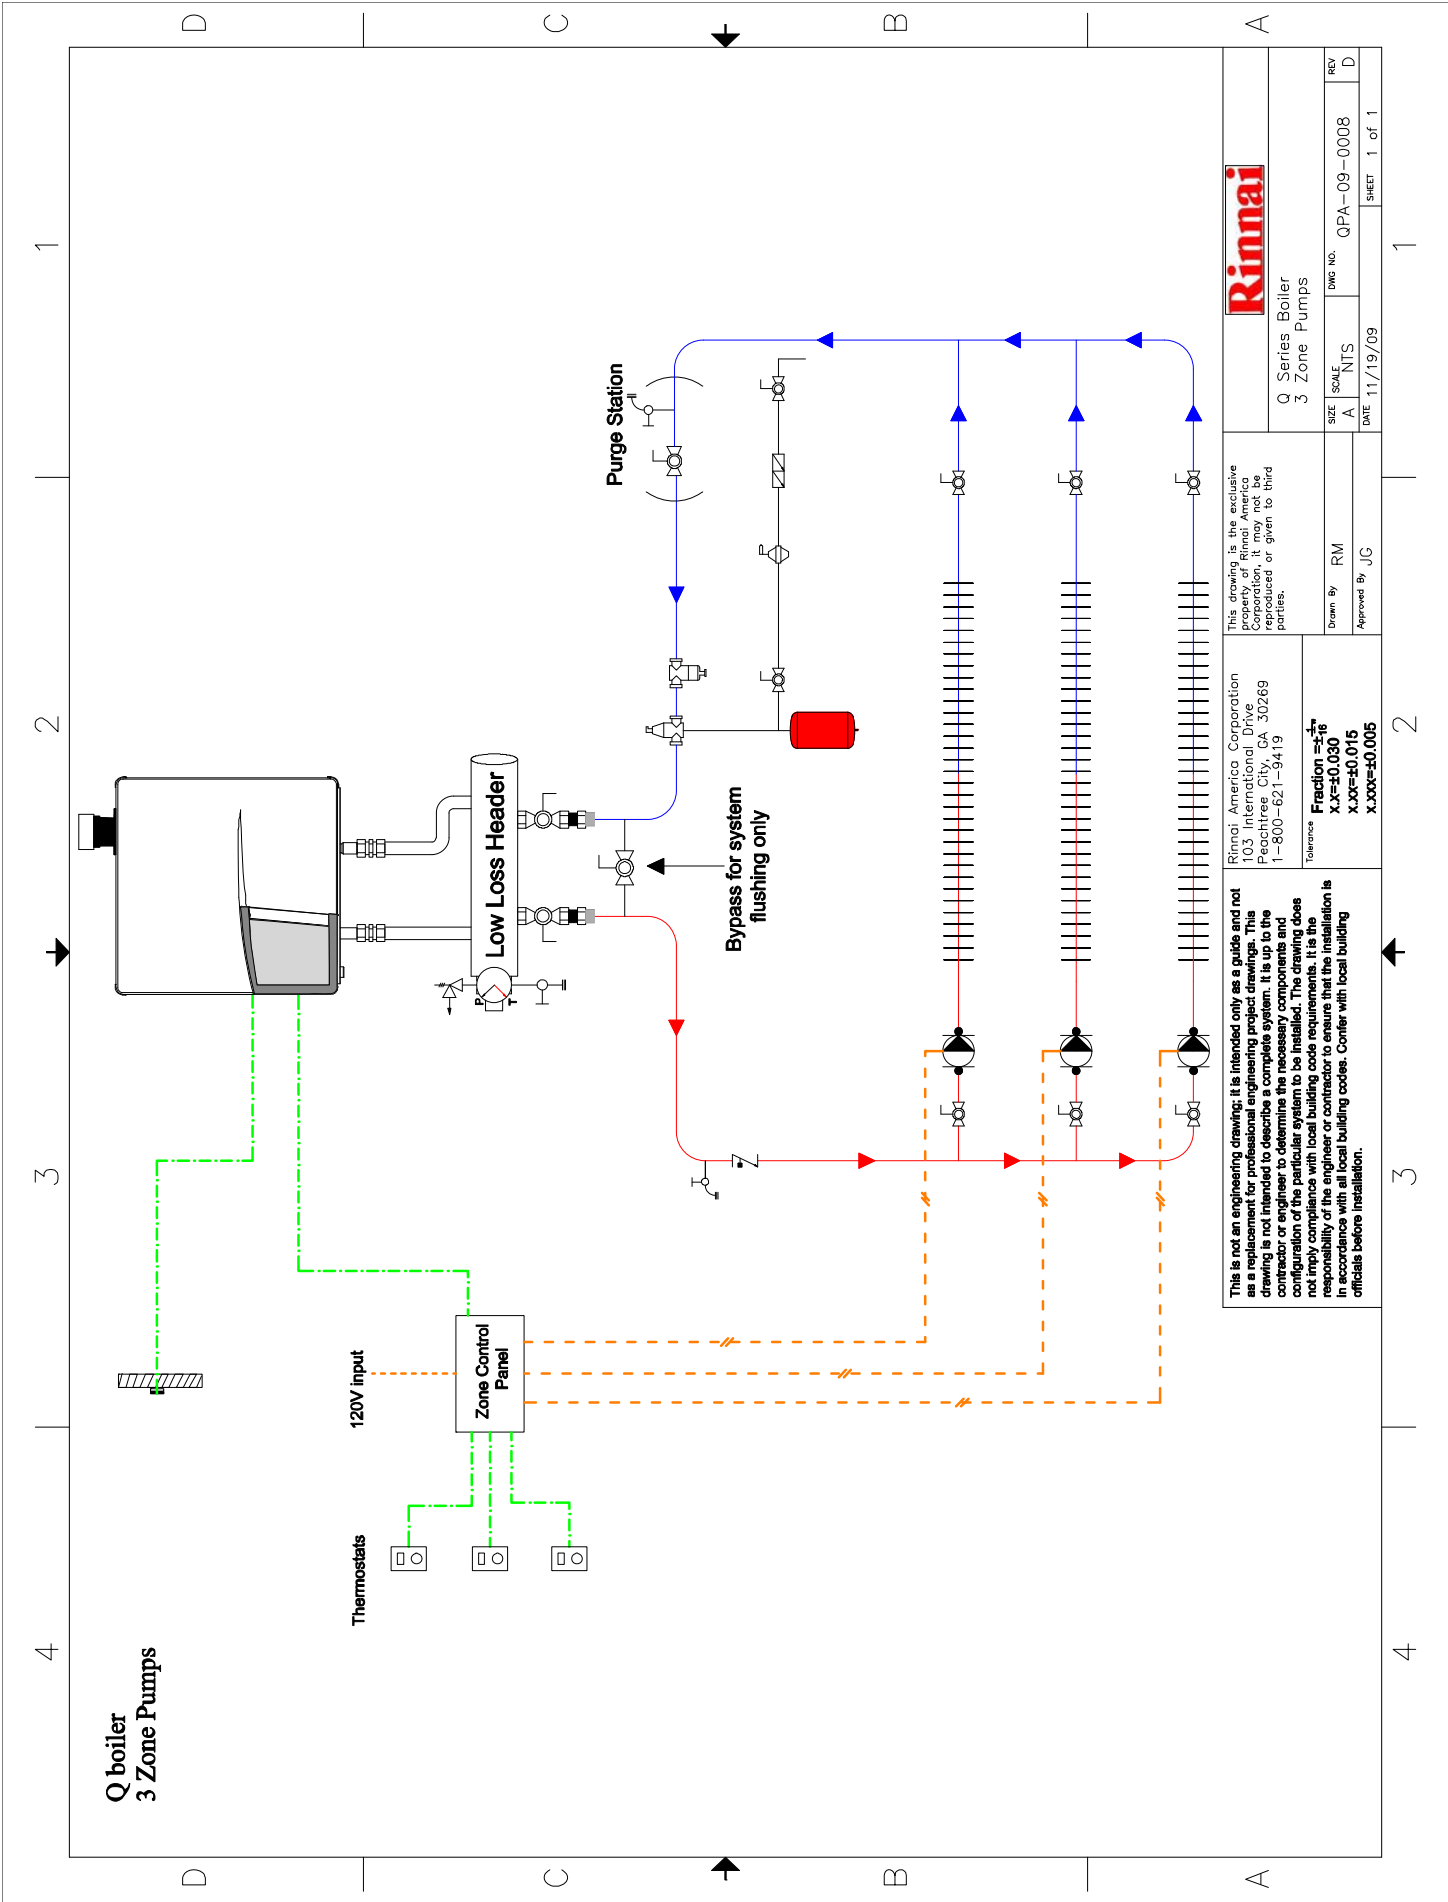 Q boiler
3 Zone Pumps
4
3
2
1
D
C
B
A
Thermostats
120V input
Zone Control
Panel
P
T
Low Loss Header
Bypass for system
flushing only
Purge Station
This is not an engineering drawing; it is intended only as a guide and not
as a replacement for professional engineering project drawings. This
drawing is not intended to describe a complete system. It is up to the
contractor or engineer to determine the necessary components and
configuration of the particular system to be installed. The drawing does
not imply compliance with local building code requirements. It is the
responsibility of the engineer or contractor to ensure that the installation is
in accordance with all local building codes. Confer with local building
officials before installation.
Rinnai America Corporation
103 International Drive
Peachtree City, GA 30269
1-800-621-9419
Tolerance
Fraction =±1/16"
X.X=±0.030
X.XX=±0.015
X.XXX=±0.005
This drawing is the exclusive
property of Rinnai America
Corporation, it may not be
reproduced or given to third
parties.
Drawn By RM
Approved By JG
Rinnai
Q Series Boiler
3 Zone Pumps
SIZE A
SCALE NTS
DWG NO. QPA-09-0008
REV D
DATE 11/19/09
SHEET 1 of 1
D
C
B
A
4
3
2
1